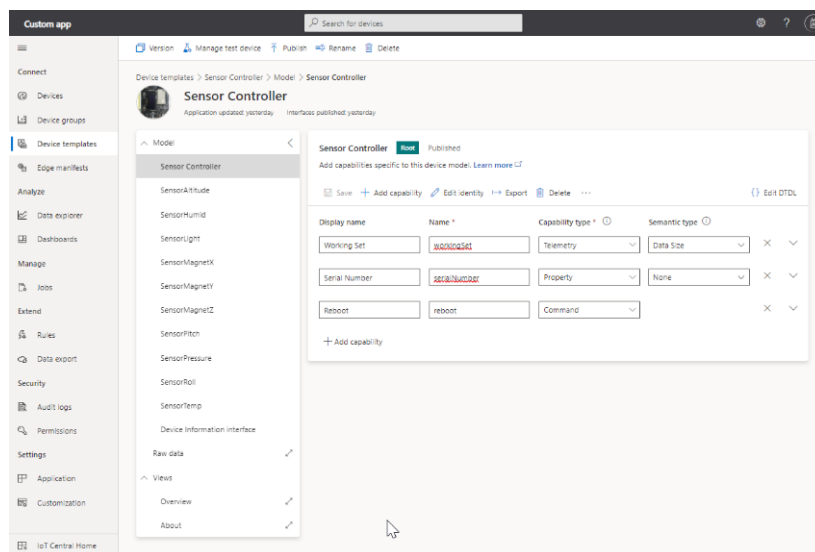 Custom app
Search for devices
?
Version Manage test device Publish Rename Delete
Connect
Devices
Device groups
Device templates
Edge manifests
Analyze
Data explorer
Dashboards
Manage
Jobs
Extend
Rules
Data export
Security
Audit logs
Permissions
Settings
Application
Customization
IoT Central Home
Device templates > Sensor Controller > Model > Sensor Controller
Sensor Controller
Application updated: yesterday Interfaces published: yesterday
Model
Sensor Controller
SensorAltitude
SensorHumid
SensorLight
SensorMagnetX
SensorMagnetY
SensorMagnetZ
SensorPitch
SensorPressure
SensorRoll
SensorTemp
Device Information Interface
Raw data
Views
Overview
About
Sensor Controller Root Published
Add capabilities specific to this device model. Learn more
Save + Add capability Edit identity Export Delete ... {} Edit DTDL
Display name Name * Capability type * Semantic type
Working Set workingSet Telemetry Data Size
Serial Number serialNumber Property None
Reboot reboot Command
+ Add capability